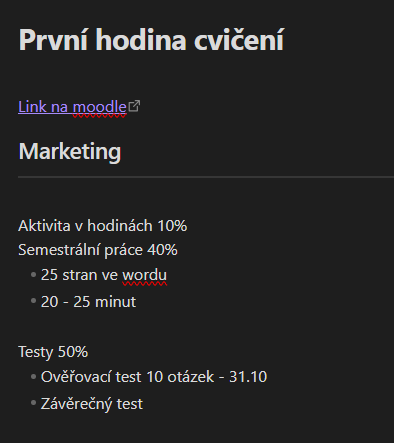 První hodina cvičení
Link na moodle
Marketing
Aktivita v hodinách 10%
Semestrální práce 40%
• 25 stran ve wordu
• 20 - 25 minut
Testy 50%
• Ověřovací test 10 otázek - 31.10
• Závěrečný test